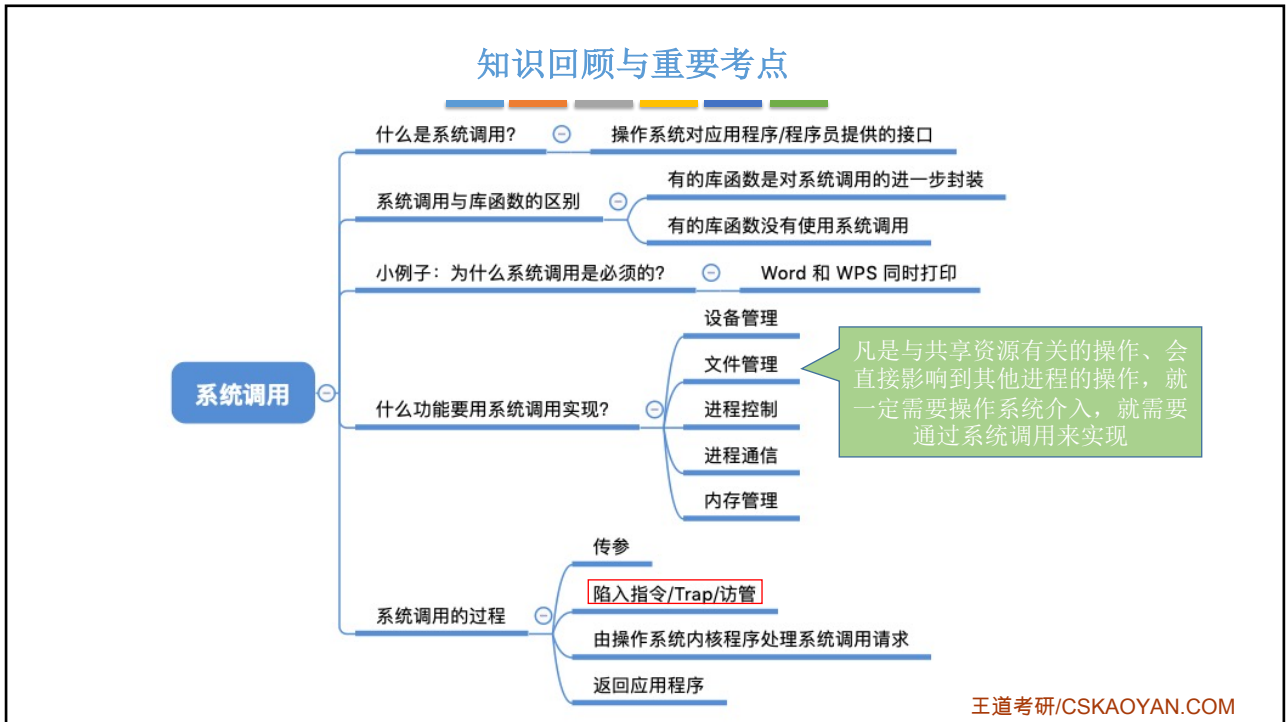 知识回顾与重要考点
什么是系统调用?
操作系统对应用程序/程序员提供的接口
系统调用与库函数的区别
有的库函数是对系统调用的进一步封装
有的库函数没有使用系统调用
小例子：为什么系统调用是必须的?
Word 和 WPS 同时打印
系统调用
什么功能要用系统调用实现?
设备管理
文件管理
进程控制
进程通信
内存管理
凡是与共享资源有关的操作、会
直接影响到其他进程的操作，就
一定需要操作系统介入，就需要
通过系统调用来实现
系统调用的过程
传参
陷入指令/Trap/访管
由操作系统内核程序处理系统调用请求
返回应用程序
王道考研/CSKAOYAN.COM